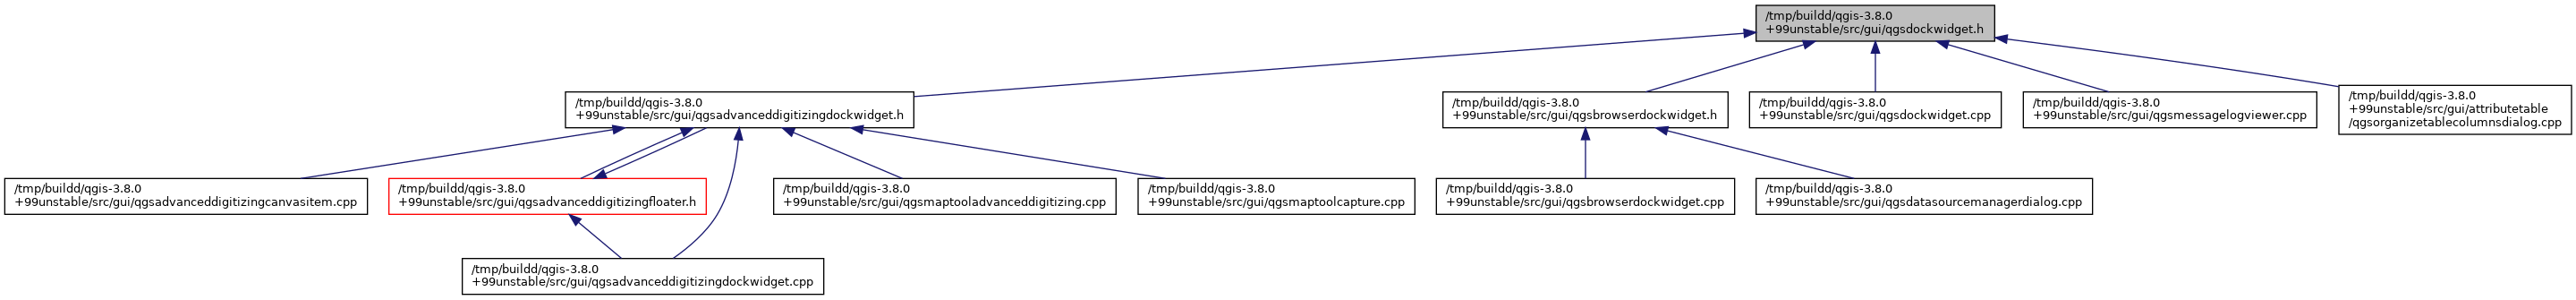 /tmp/buildd/qgis-3.8.0
+99unstable/src/gui/qgsdockwidget.h
/tmp/buildd/qgis-3.8.0
+99unstable/src/gui/qgsadvanceddigitizingdockwidget.h
/tmp/buildd/qgis-3.8.0
+99unstable/src/gui/qgsbrowserdockwidget.h
/tmp/buildd/qgis-3.8.0
+99unstable/src/gui/qgsdockwidget.cpp
/tmp/buildd/qgis-3.8.0
+99unstable/src/gui/qgsmessagelogviewer.cpp
/tmp/buildd/qgis-3.8.0
+99unstable/src/gui/attributetable
/qgsorganizetablecolumnsdialog.cpp
/tmp/buildd/qgis-3.8.0
+99unstable/src/gui/qgsadvanceddigitizingcanvasitem.cpp
/tmp/buildd/qgis-3.8.0
+99unstable/src/gui/qgsadvanceddigitizingfloater.h
/tmp/buildd/qgis-3.8.0
+99unstable/src/gui/qgsmaptooladvanceddigitizing.cpp
/tmp/buildd/qgis-3.8.0
+99unstable/src/gui/qgsmaptoolcapture.cpp
/tmp/buildd/qgis-3.8.0
+99unstable/src/gui/qgsbrowserdockwidget.cpp
/tmp/buildd/qgis-3.8.0
+99unstable/src/gui/qgsdatasourcemanagerdialog.cpp
/tmp/buildd/qgis-3.8.0
+99unstable/src/gui/qgsadvanceddigitizingdockwidget.cpp